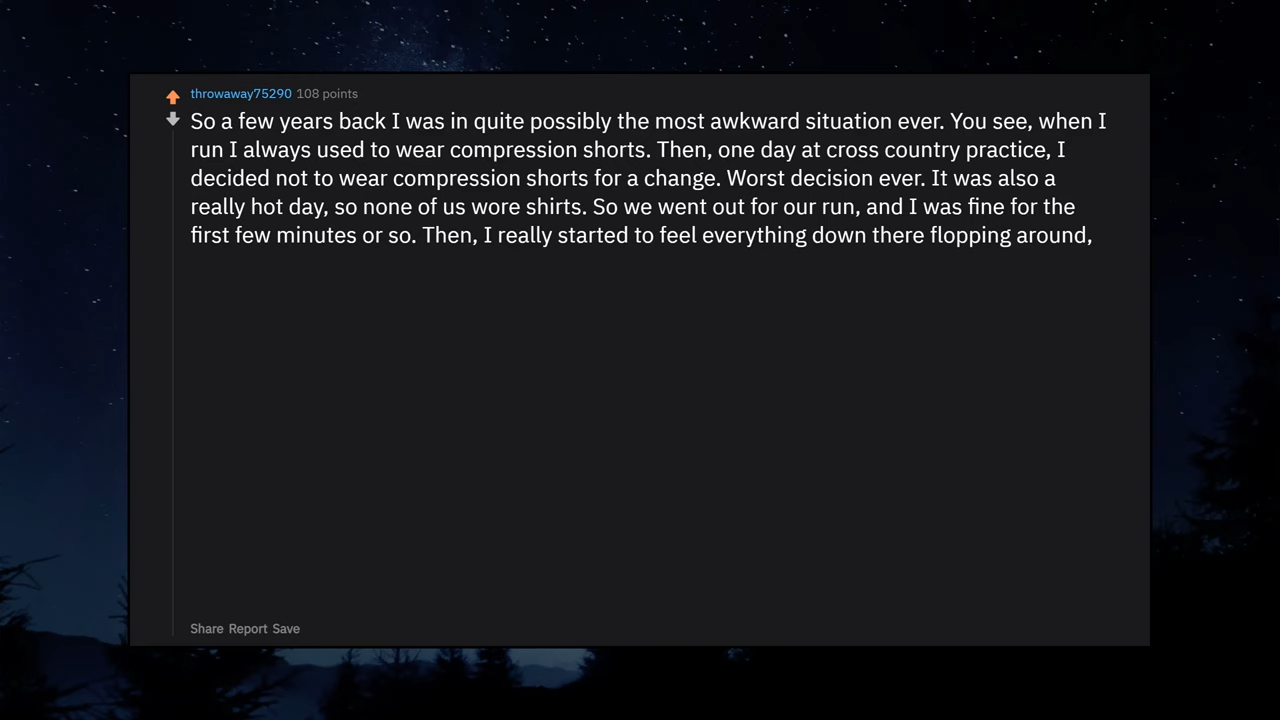 throwaway75290 108 points
So a few years back I was in quite possibly the most awkward situation ever. You see, when I
run I always used to wear compression shorts. Then, one day at cross country practice, I
decided not to wear compression shorts for a change. Worst decision ever. It was also a
really hot day, so none of us wore shirts. So we went out for our run, and I was fine for the
first few minutes or so. Then, I really started to feel everything down there flopping around,
Share Report Save